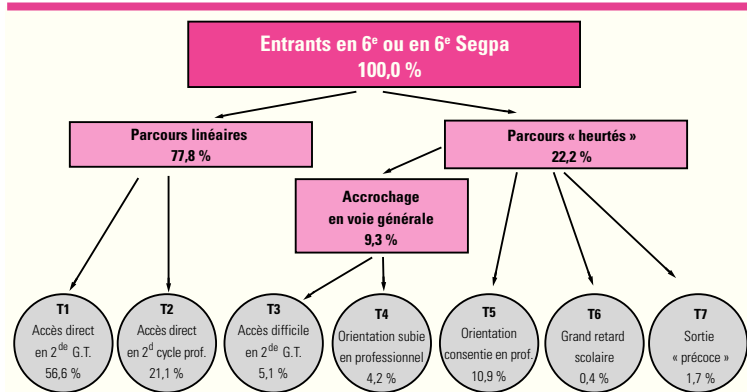 Entrants en 6e ou en 6e Segpa
100,0 %
Parcours linéaires
77,8 %
Parcours « heurtés »
22,2 %
Accrochage
en voie générale
9,3 %
T1
Accès direct
en 2de G.T.
56,6 %
T2
Accès direct
en 2d cycle prof.
21,1 %
T3
Accès difficile
en 2de G.T.
5,1 %
T4
Orientation subie
en professionnel
4,2 %
T5
Orientation
consentie en prof.
10,9 %
T6
Grand retard
scolaire
0,4 %
T7
Sortie
« précoce »
1,7 %